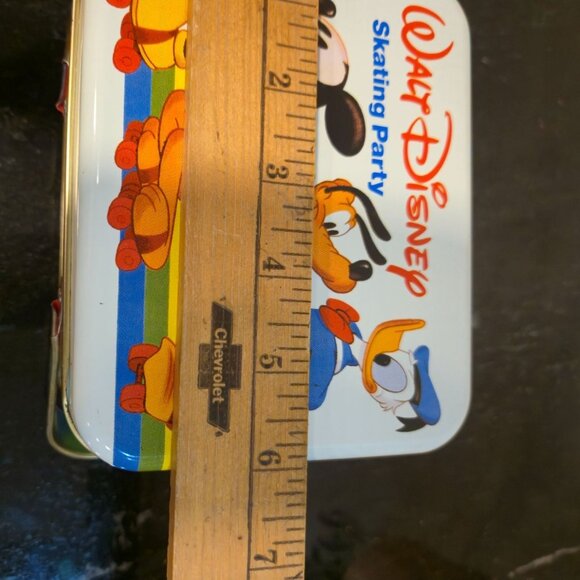 WALT DISNEY
Skating Party
2 3 4 5 6 7
Chevrolet